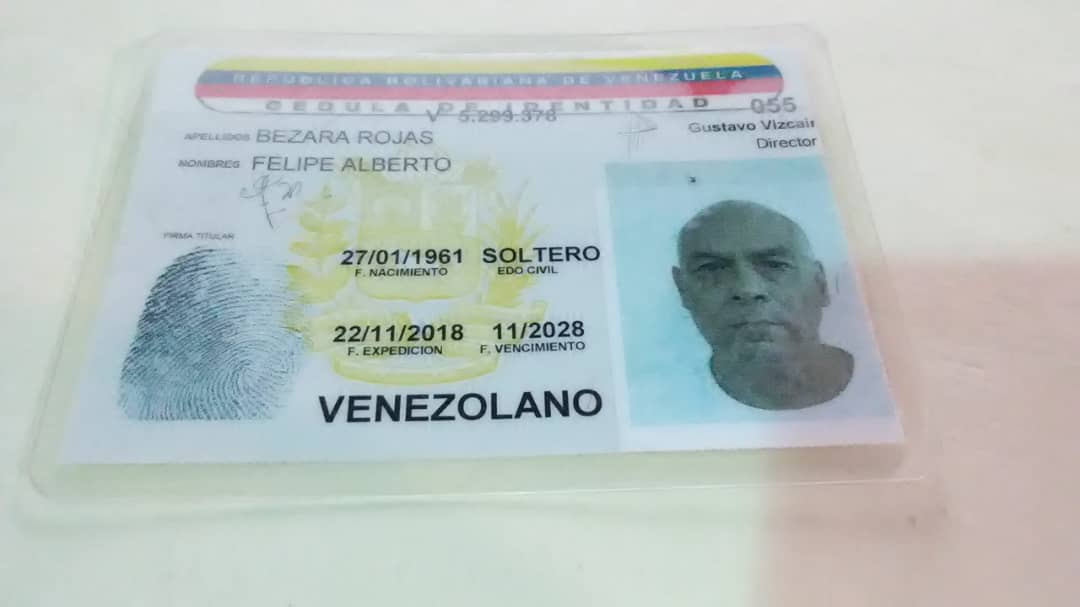 REPÚBLICA BOLIVARIANA DE VENEZUELA
CEDULA DE IDENTIDAD 055
V 5.299.378
Gustavo Vizcair
Director
APELLIDOS BEZARA ROJAS
NOMBRES FELIPE ALBERTO
FIRMA TITULAR
27/01/1961 SOLTERO
F. NACIMIENTO EDO CIVIL
22/11/2018 11/2028
F. EXPEDICION F. VENCIMIENTO
VENEZOLANO